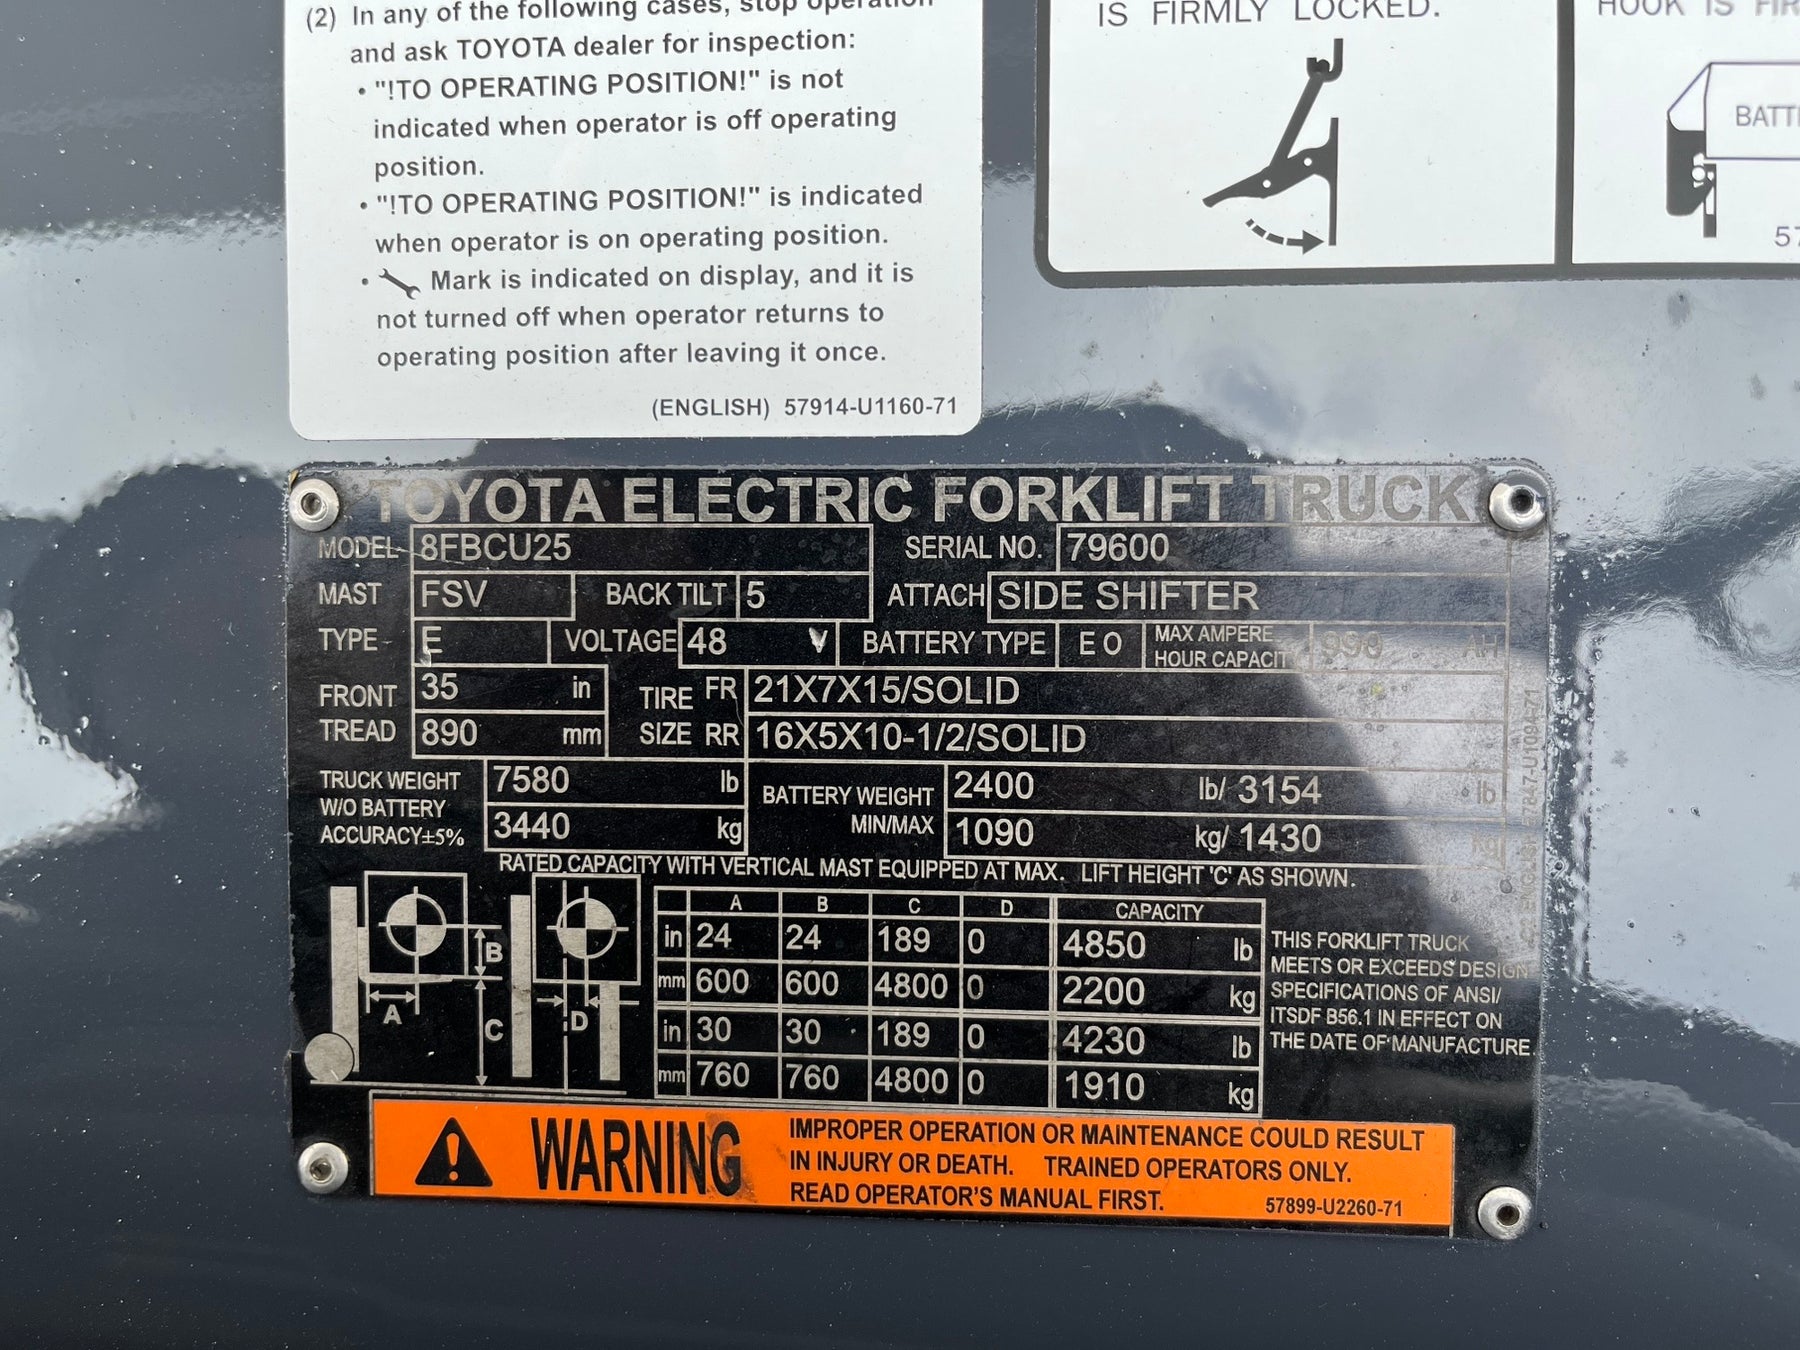 (2) In any of the following cases, stop operation
and ask TOYOTA dealer for inspection:
• "!TO OPERATING POSITION!" is not
indicated when operator is off operating
position.
• "!TO OPERATING POSITION!" is indicated
when operator is on operating position.
• Mark is indicated on display, and it is
not turned off when operator returns to
operating position after leaving it once.
(ENGLISH) 57914-U1160-71
IS FIRMLY LOCKED.
HOOK IS
TOYOTA ELECTRIC FORKLIFT TRUCK
MODEL 8FBCU25 SERIAL NO. 79600
MAST FSV BACK TILT 5 ATTACH SIDE SHIFTER
TYPE E VOLTAGE 48 V BATTERY TYPE E O MAX AMPERE HOUR CAPACITY 990 AH
FRONT TREAD 35 in 890 mm
TIRE SIZE FR 21X7X15/SOLID
RR 16X5X10-1/2/SOLID
TRUCK WEIGHT 7580 lb
W/O BATTERY
ACCURACY±5% 3440 kg
BATTERY WEIGHT MIN/MAX 2400 lb/ 3154 lb
1090 kg/ 1430 kg
RATED CAPACITY WITH VERTICAL MAST EQUIPPED AT MAX. LIFT HEIGHT 'C' AS SHOWN.
A B C D
A B C D CAPACITY
in 24 24 189 0 4850 lb
mm 600 600 4800 0 2200 kg
in 30 30 189 0 4230 lb
mm 760 760 4800 0 1910 kg
THIS FORKLIFT TRUCK
MEETS OR EXCEEDS DESIGN
SPECIFICATIONS OF ANSI/
ITSDF B56.1 IN EFFECT ON
THE DATE OF MANUFACTURE.
WARNING
IMPROPER OPERATION OR MAINTENANCE COULD RESULT
IN INJURY OR DEATH. TRAINED OPERATORS ONLY.
READ OPERATOR'S MANUAL FIRST. 57899-U2260-71